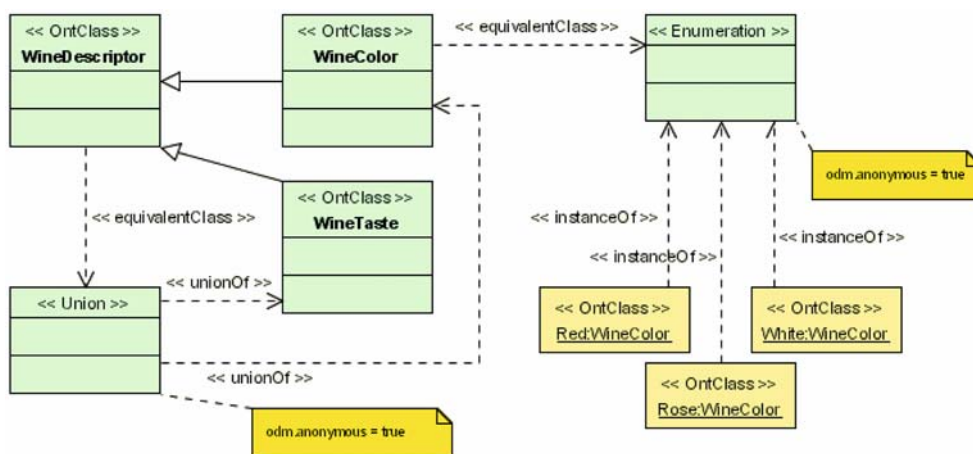 << OntClass >>
WineDescriptor
<< OntClass >>
WineColor
<< equivalentClass >>
<< Enumeration >>
odm.anonymous = true
<< equivalentClass >>
<< OntClass >>
WineTaste
<< instanceOf >>
<< instanceOf >>
<< instanceOf >>
<< Union >>
<< unionOf >>
<< OntClass >>
Red:WineColor
<< OntClass >>
White:WineColor
<< unionOf >>
<< OntClass >>
Rose:WineColor
odm.anonymous = true